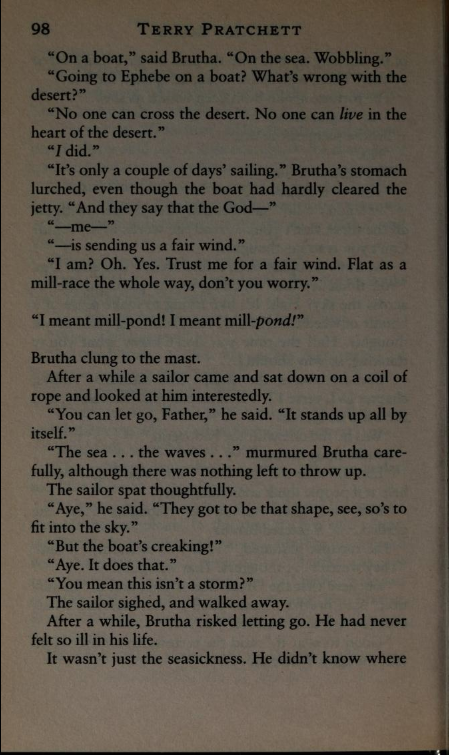 98 TERRY PRATCHETT
“On a boat,” said Brutha. “On the sea. Wobbling.”
“Going to Ephebe on a boat? What’s wrong with the
desert?”
“No one can cross the desert. No one can live in the
heart of the desert.”
“I did.”
“It’s only a couple of days’ sailing.” Brutha’s stomach
lurched, even though the boat had hardly cleared the
jetty. “And they say that the God—”
“—me—”
“—is sending us a fair wind.”
“I am? Oh. Yes. Trust me for a fair wind. Flat as a
mill-race the whole way, don’t you worry.”
“I meant mill-pond! I meant mill-pond!”
Brutha clung to the mast.
After a while a sailor came and sat down on a coil of
rope and looked at him interestedly.
“You can let go, Father,” he said. “It stands up all by
itself.”
“The sea . . . the waves . . .” murmured Brutha care-
fully, although there was nothing left to throw up.
The sailor spat thoughtfully.
“Aye,” he said. “They got to be that shape, see, so’s to
fit into the sky.”
“But the boat’s creaking!”
“Aye. It does that.”
“You mean this isn’t a storm?”
The sailor sighed, and walked away.
After a while, Brutha risked letting go. He had never
felt so ill in his life.
It wasn’t just the seasickness. He didn’t know where